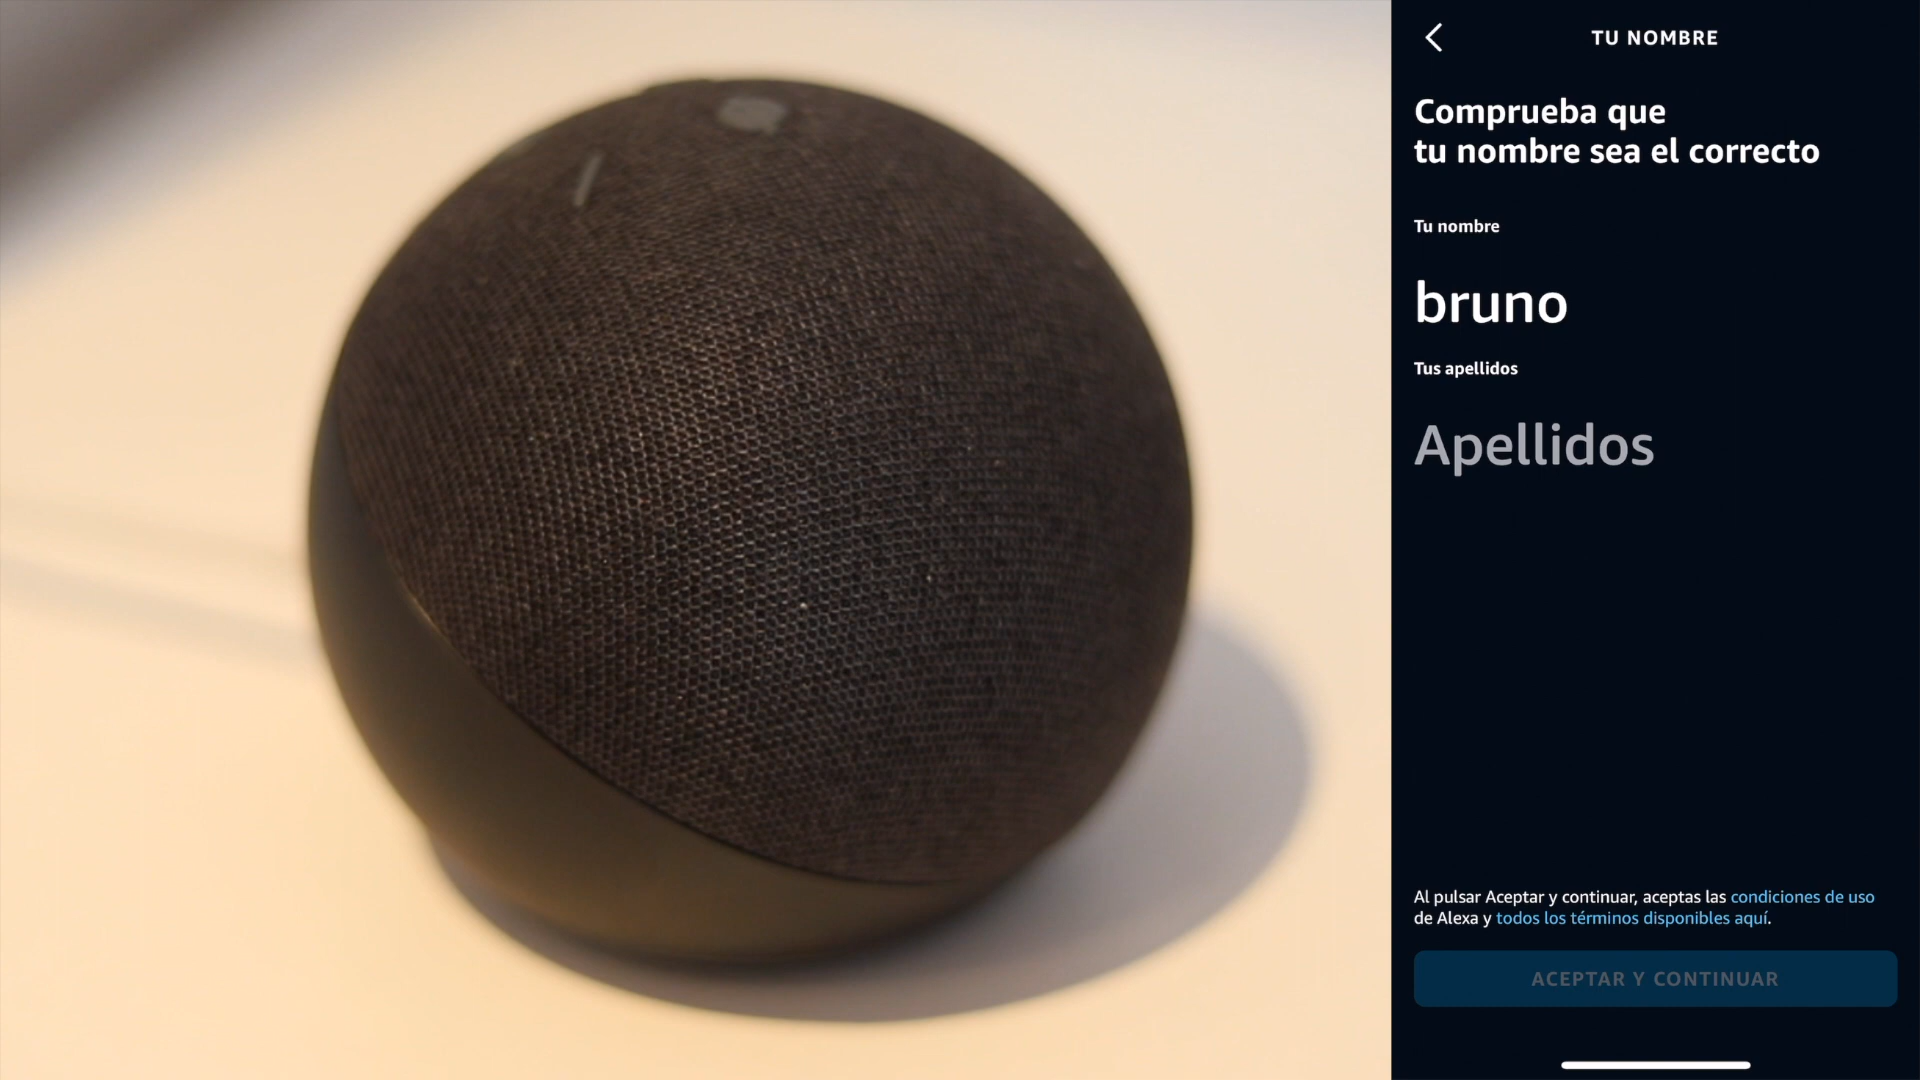 TU NOMBRE
Comprueba que
tu nombre sea el correcto
Tu nombre
bruno
Tus apellidos
Apellidos
Al pulsar Aceptar y continuar, aceptas las condiciones de uso
de Alexa y todos los términos disponibles aquí.
ACEPTAR Y CONTINUAR